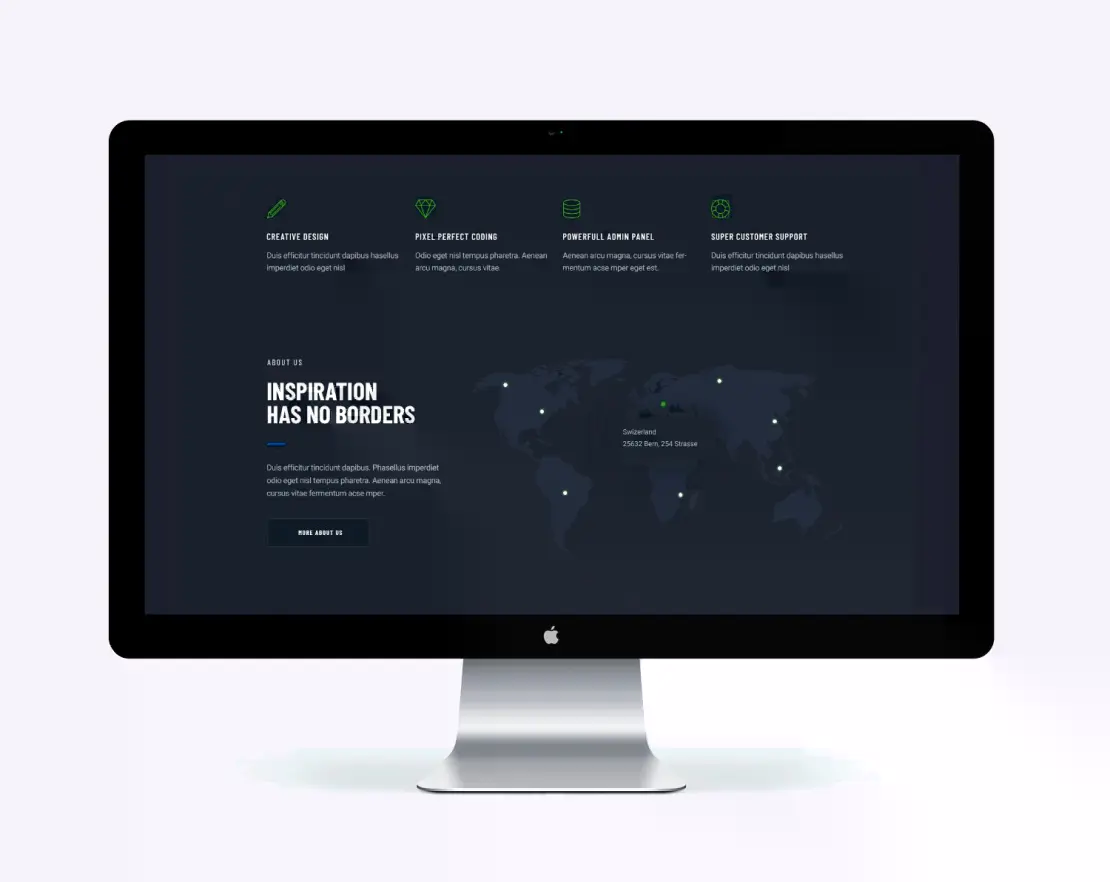 CREATIVE DESIGN
Duis efficitur tincidunt dapibus hasellus
imperdiet odio eget nisl
PIXEL PERFECT CODING
Odio eget nisl tempus pharetra. Aenean
arcu magna, cursus vitae.
POWERFULL ADMIN PANEL
Aenean arcu magna, cursus vitae fer-
mentum acse mper eget est.
SUPER CUSTOMER SUPPORT
Duis efficitur tincidunt dapibus hasellus
imperdiet odio eget nisl
ABOUT US
INSPIRATION
HAS NO BORDERS
Duis efficitur tincidunt dapibus. Phasellus imperdiet
odio eget nisl tempus pharetra. Aenean arcu magna,
cursus vitae fermentum acse mper.
MORE ABOUT US
Swizerland
25632 Bern, 254 Strasse